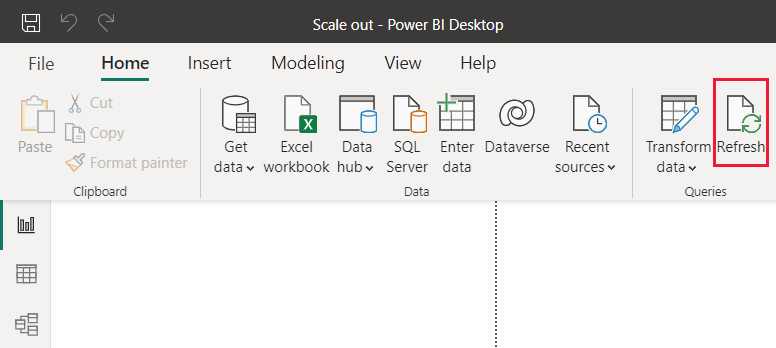 Scale out - Power BI Desktop
File Home Insert Modeling View Help
Paste
Cut
Copy
Format painter
Clipboard
Get
data
Excel
workbook
Data
hub
SQL
Server
Enter
data
Dataverse
Recent
sources
Data
Transform
data
Refresh
Queries